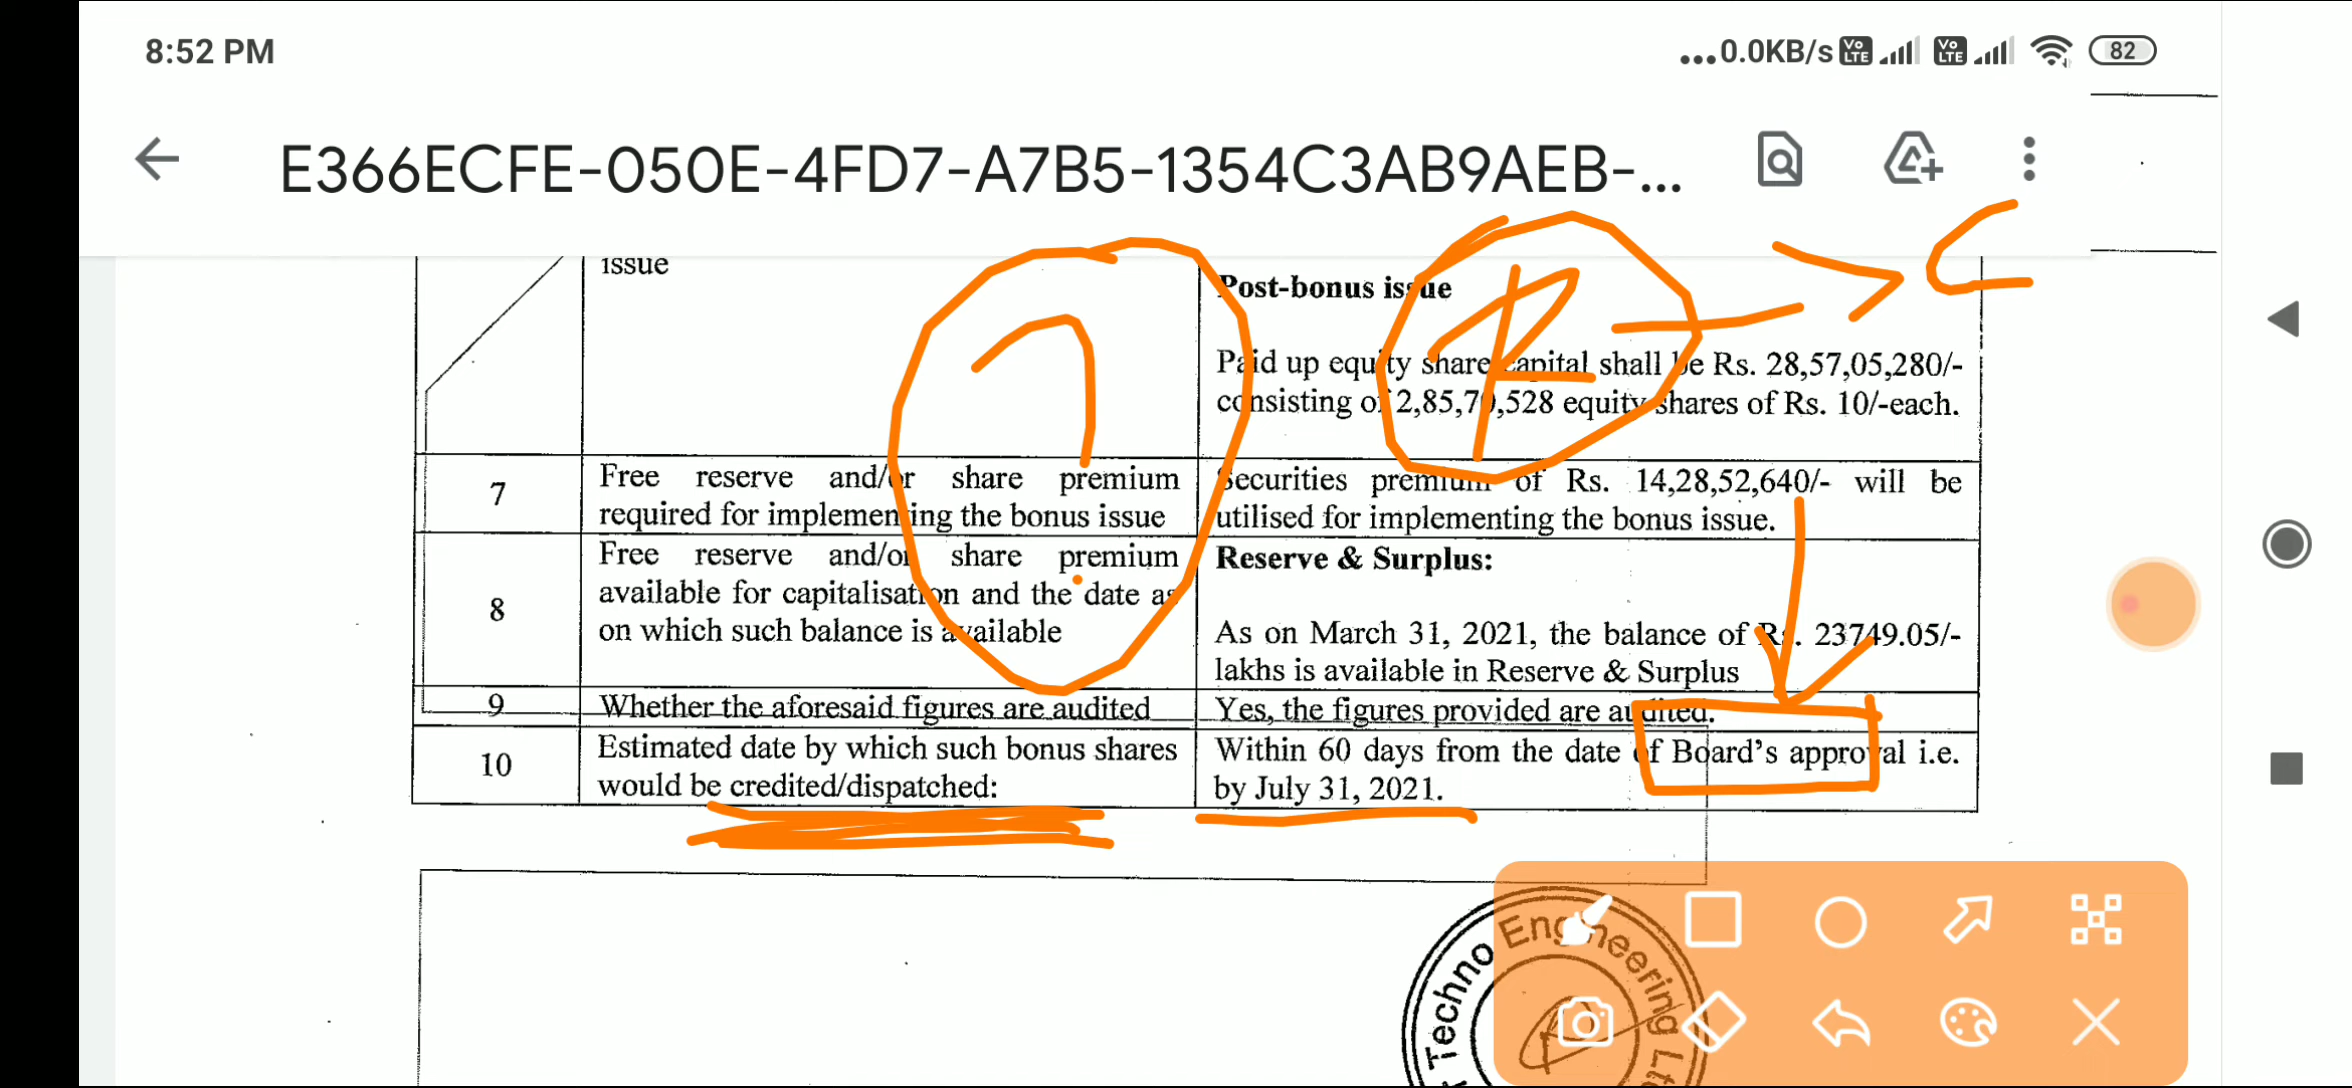 8:52 PM
...0.0KB/s Vo LTE Vo LTE 82
E366ECFE-050E-4FD7-A7B5-1354C3AB9AEB-...
issue
Post-bonus issue
Paid up equity share capital shall be Rs. 28,57,05,280/-
consisting of 2,85,70,528 equity shares of Rs. 10/-each.
7
Free reserve and/or share premium
required for implementing the bonus issue
Securities premium of Rs. 14,28,52,640/- will be
utilised for implementing the bonus issue.
8
Free reserve and/or share premium
available for capitalisation and the date as
on which such balance is available
Reserve & Surplus:
As on March 31, 2021, the balance of Rs. 23749.05/-
lakhs is available in Reserve & Surplus
9
Whether the aforesaid figures are audited
Yes, the figures provided are audited.
10
Estimated date by which such bonus shares
would be credited/dispatched:
Within 60 days from the date of Board's approval i.e.
by July 31, 2021.
Techno Engineering Ltd